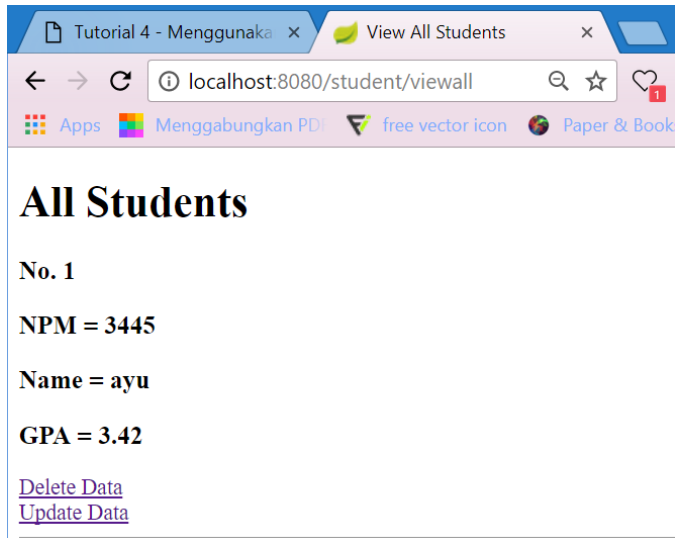 Tutorial 4 - Menggunaka
View All Students
localhost:8080/student/viewall
1
Apps
Menggabungkan PDF
free vector icon
Paper & Book
All Students
No. 1
NPM = 3445
Name = ayu
GPA = 3.42
Delete Data
Update Data